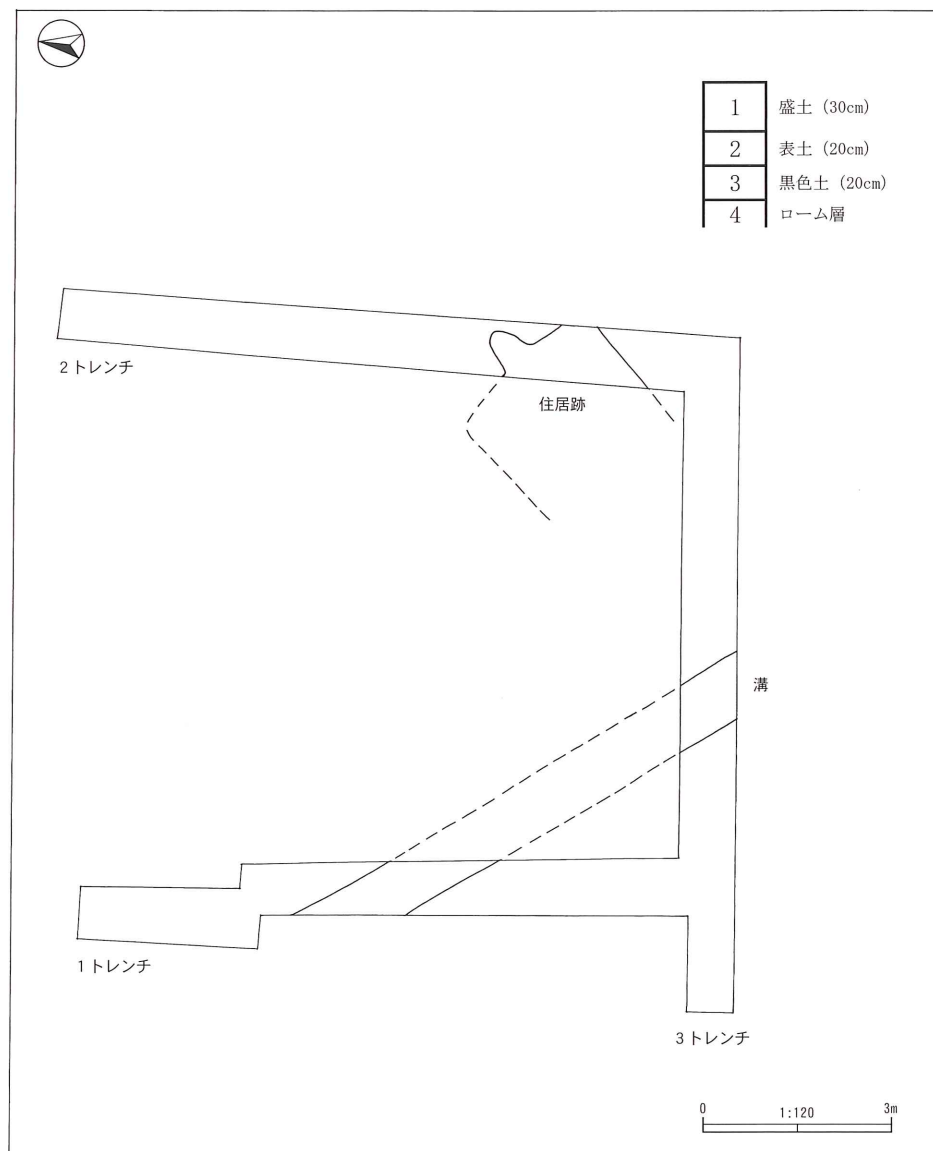 1 盛土 (30cm)
2 表土 (20cm)
3 黒色土 (20cm)
4 ローム層
2トレンチ
住居跡
溝
1トレンチ
3トレンチ
0 1:120 3m